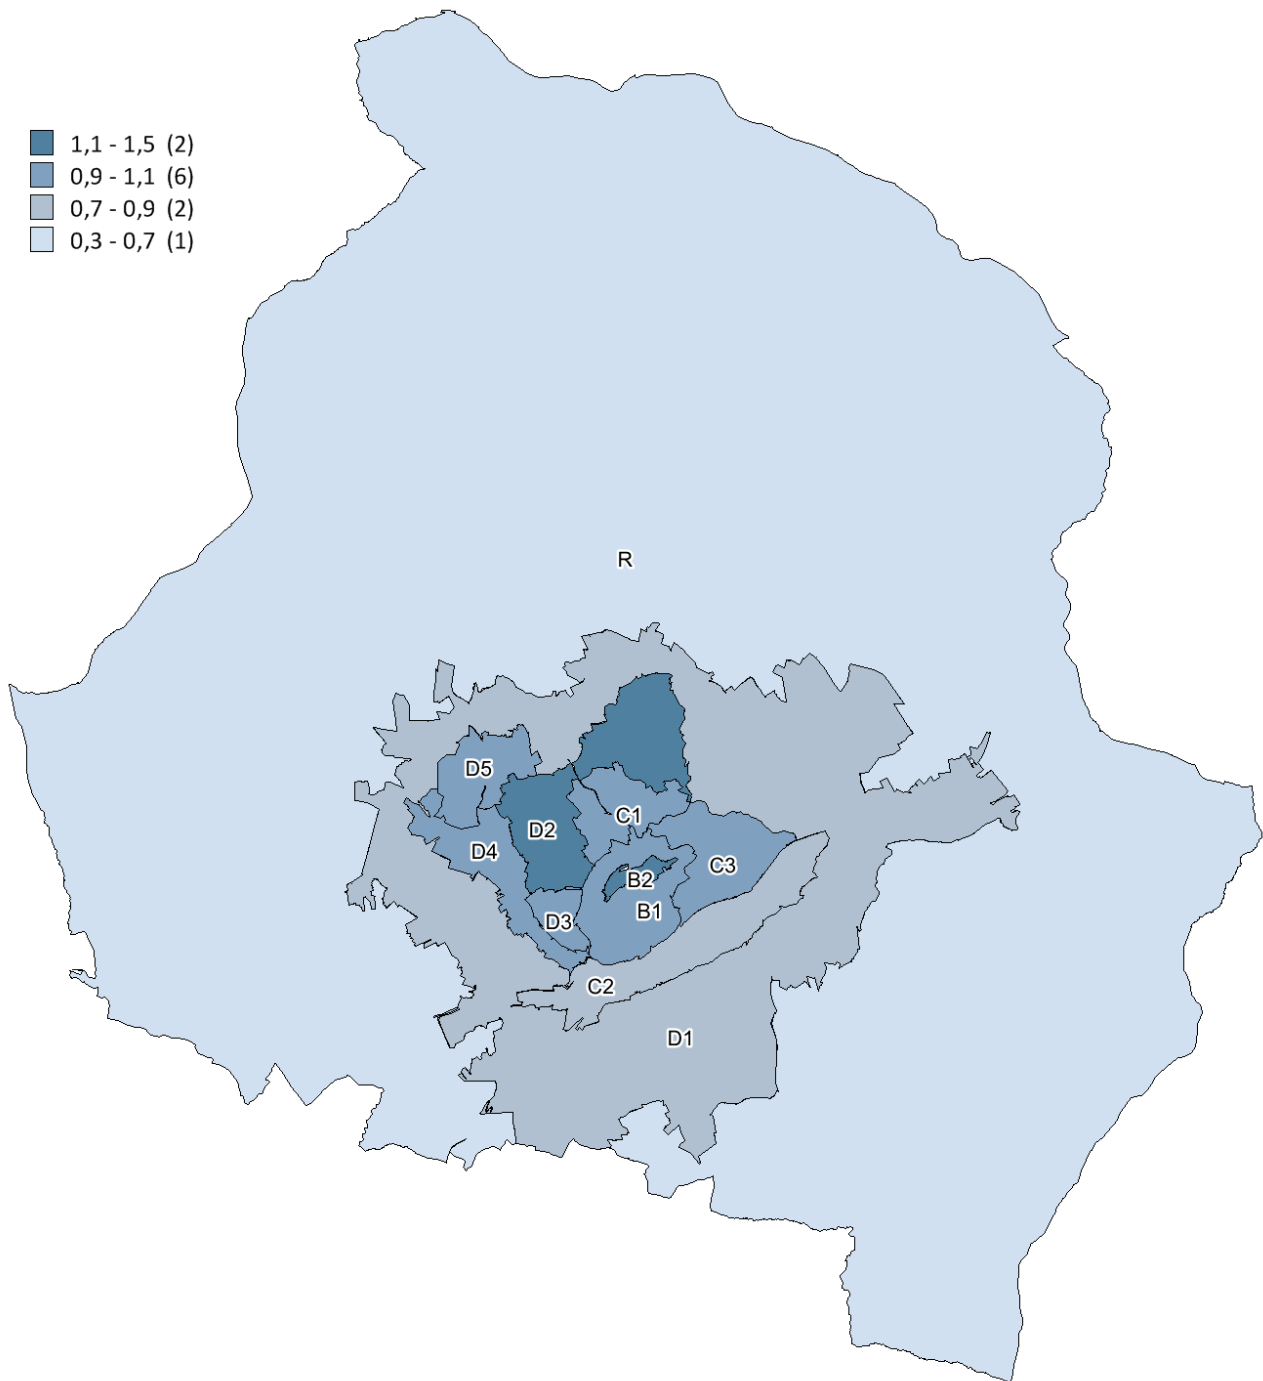 1,1 - 1,5 (2)
0,9 - 1,1 (6)
0,7 - 0,9 (2)
0,3 - 0,7 (1)
R
D5
C1
D2
D4
C3
B2
B1
D3
C2
D1